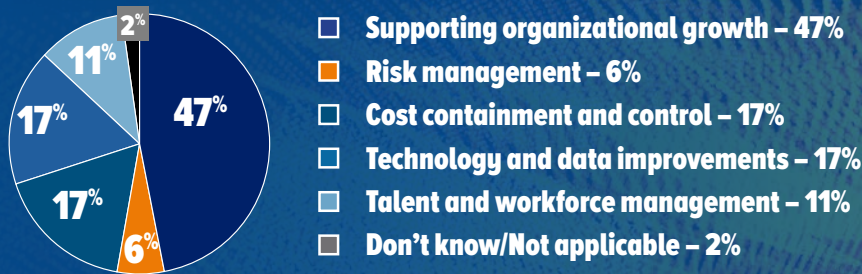 2%
11%
17%
47%
17%
6%
Supporting organizational growth – 47%
Risk management – 6%
Cost containment and control – 17%
Technology and data improvements – 17%
Talent and workforce management – 11%
Don’t know/Not applicable – 2%